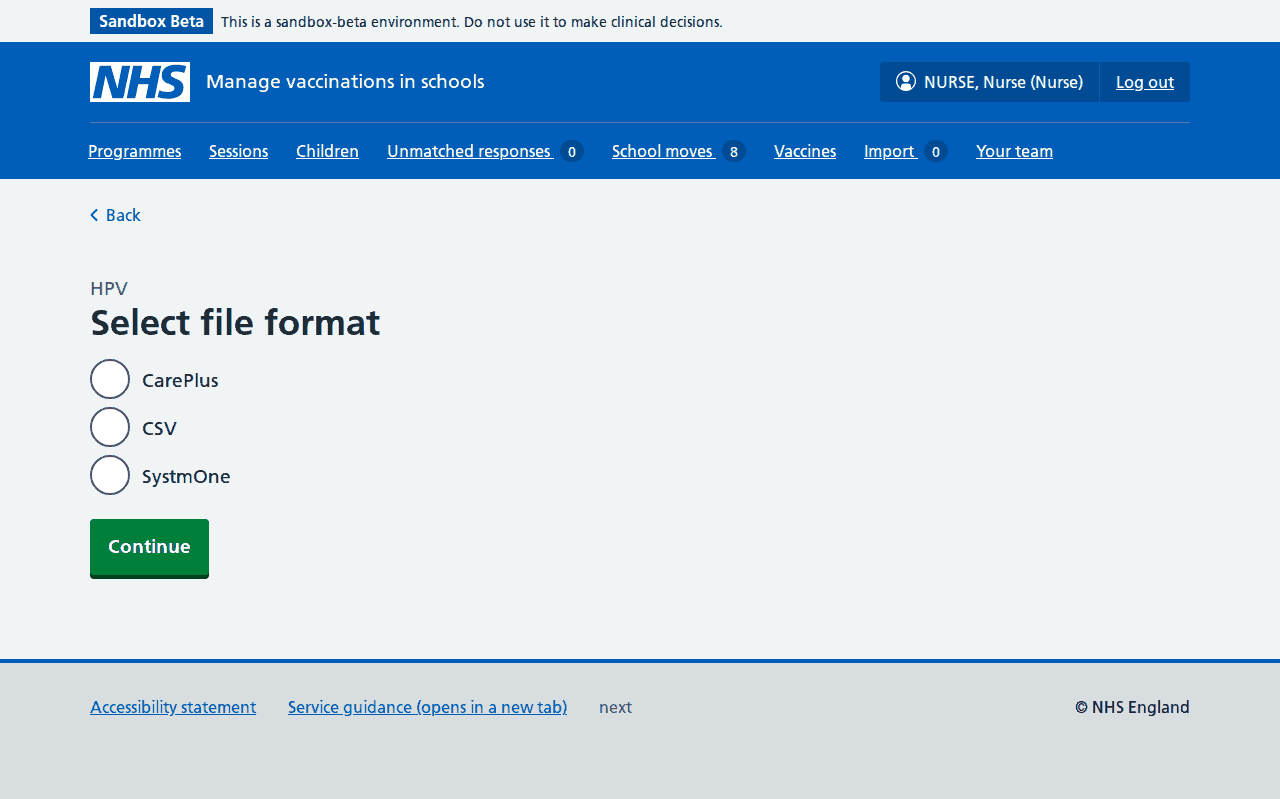 Sandbox Beta This is a sandbox-beta environment. Do not use it to make clinical decisions.
NHS Manage vaccinations in schools NURSE, Nurse (Nurse) Log out
Programmes Sessions Children Unmatched responses 0 School moves 8 Vaccines Import 0 Your team
Back
HPV
Select file format
CarePlus
CSV
SystmOne
Continue
Accessibility statement Service guidance (opens in a new tab) next © NHS England